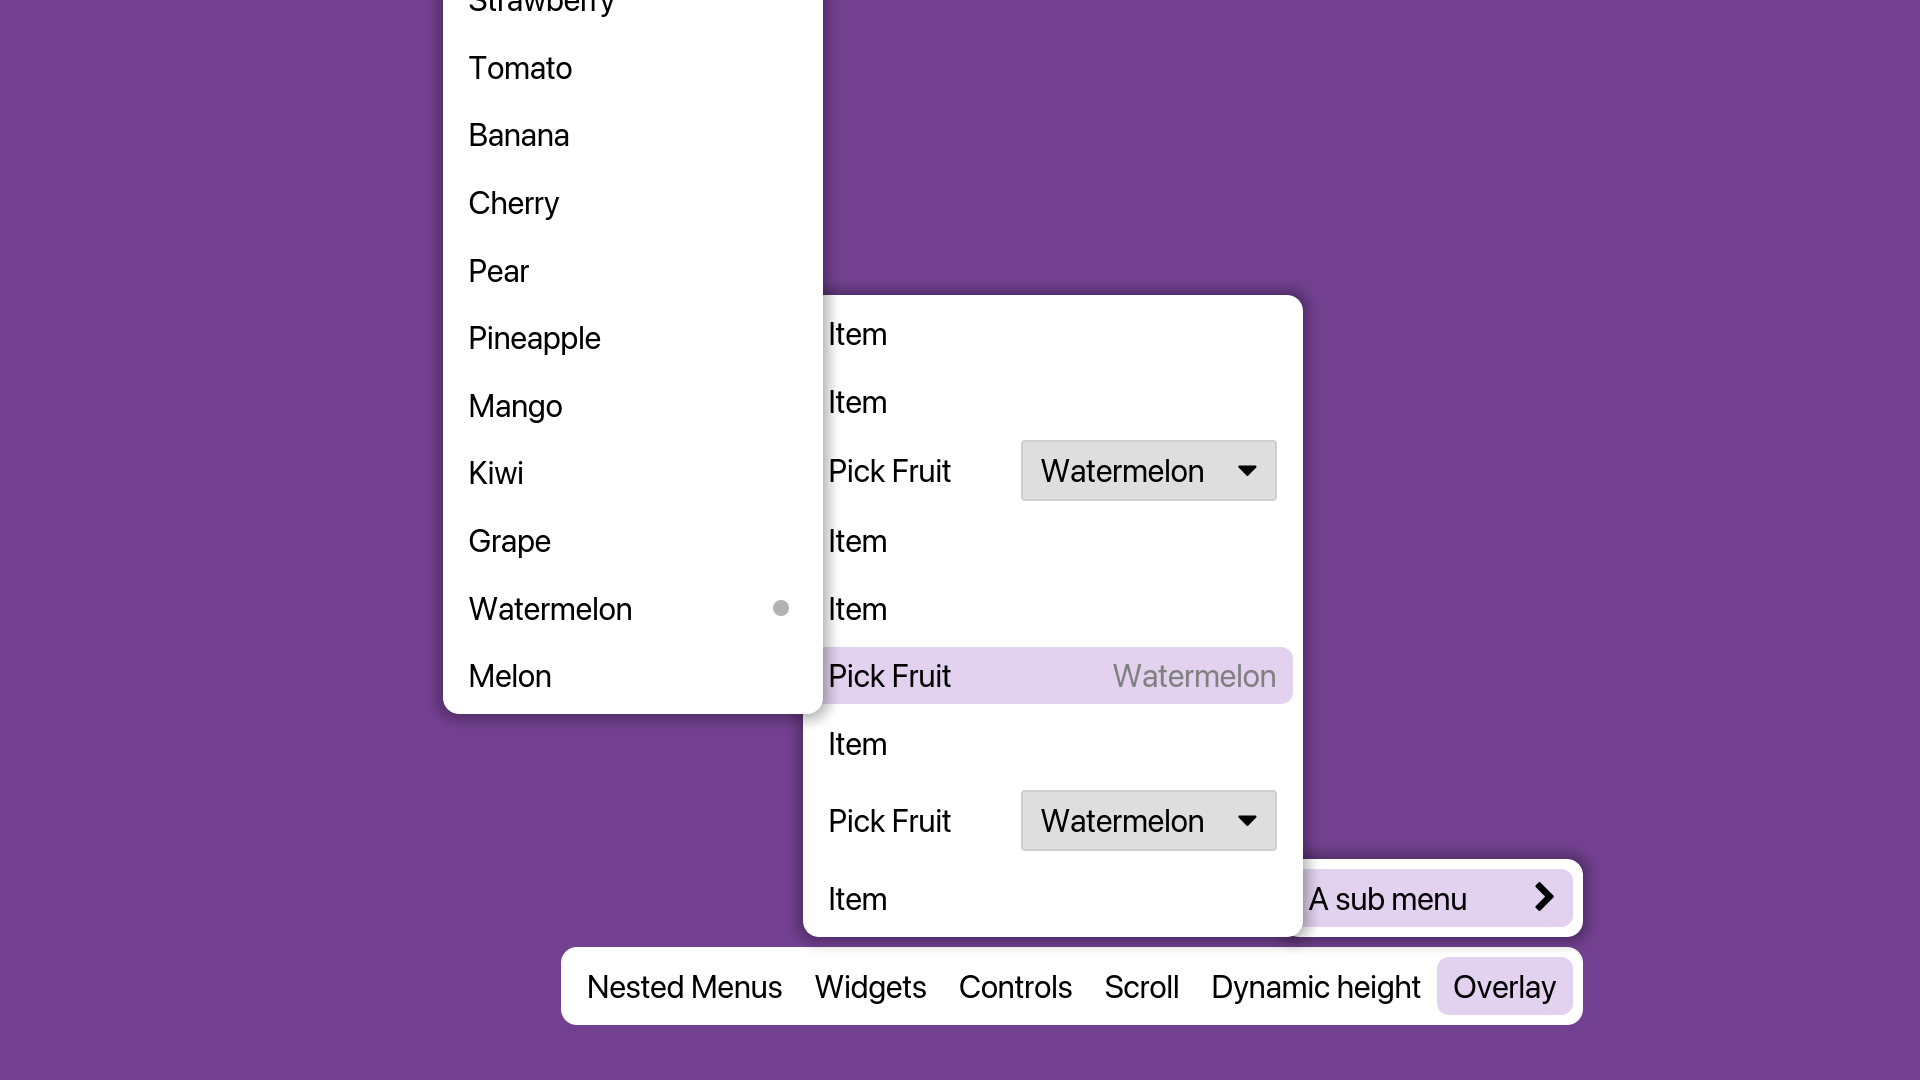 Strawberry
Tomato
Banana
Cherry
Pear
Pineapple
Mango
Kiwi
Grape
Watermelon
Melon
Item
Item
Pick Fruit Watermelon
Item
Item
Pick Fruit Watermelon
Item
Pick Fruit Watermelon
Item
A sub menu
Nested Menus Widgets Controls Scroll Dynamic height Overlay